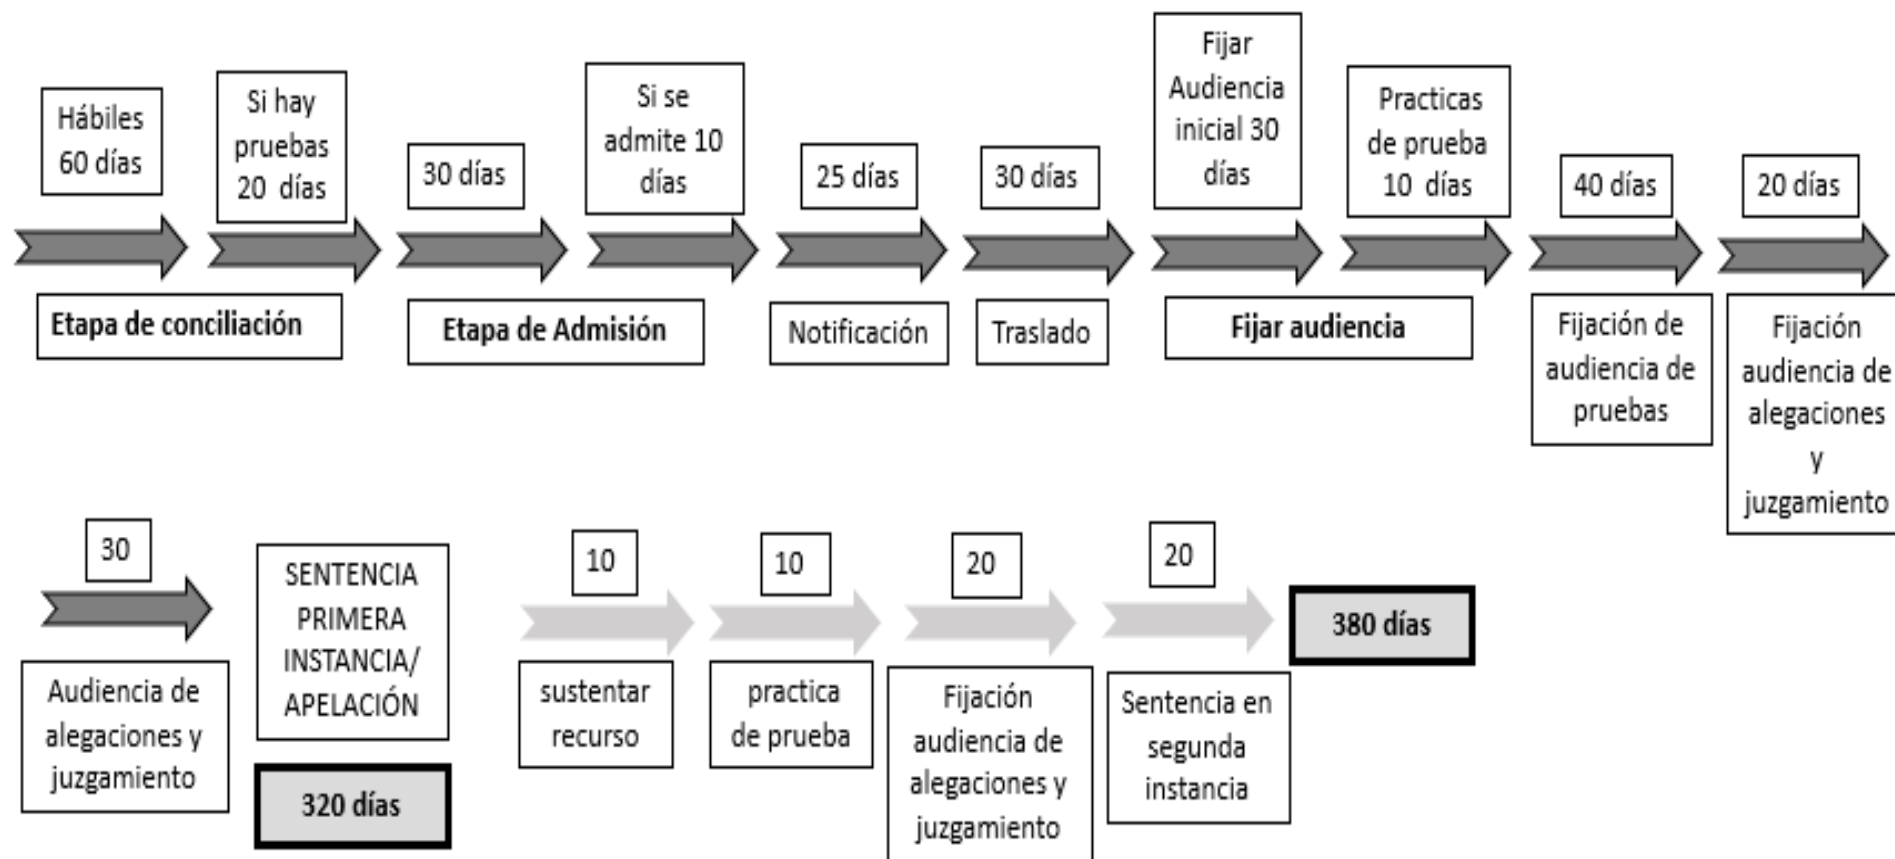 Hábiles
60 días
Si hay
pruebas
20 días
30 días
Si se
admite 10
días
25 días
30 días
Fijar
Audiencia
inicial 30
días
Practicas
de prueba
10 días
40 días
20 días
Etapa de conciliación
Etapa de Admisión
Notificación
Traslado
Fijar audiencia
Fijación de
audiencia de
pruebas
Fijación
audiencia de
alegaciones
y
juzgamiento
30
Audiencia de
alegaciones y
juzgamiento
SENTENCIA
PRIMERA
INSTANCIA/
APELACIÓN
320 días
10
sustentar
recurso
10
practica
de prueba
20
Fijación
audiencia de
alegaciones y
juzgamiento
20
Sentencia en
segunda
instancia
380 días